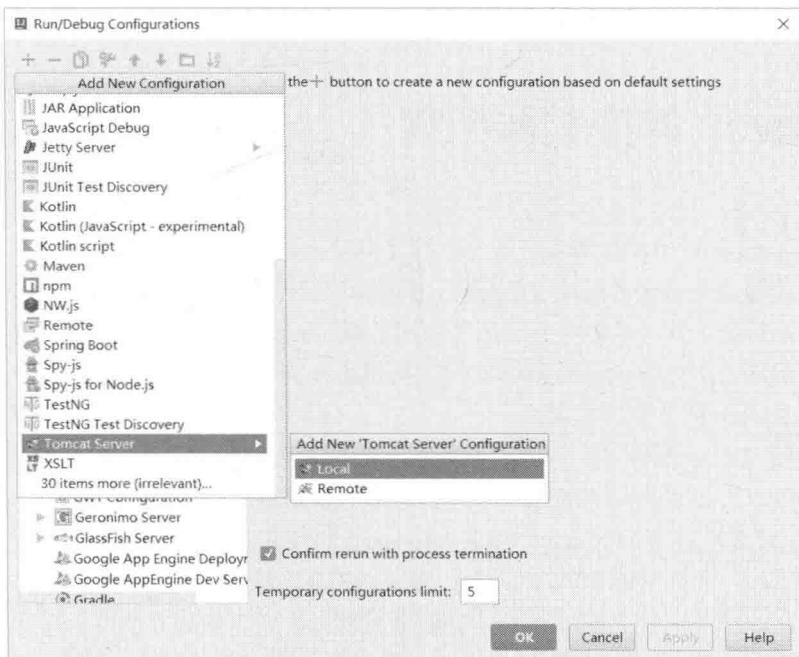 Run/Debug Configurations
Add New Configuration
the + button to create a new configuration based on default settings
JAR Application
JavaScript Debug
Jetty Server
JUnit
JUnit Test Discovery
Kotlin
Kotlin (JavaScript - experimental)
Kotlin script
Maven
npm
NW.js
Remote
Spring Boot
Spy-js
Spy-js for Node.js
TestNG
TestNG Test Discovery
Tomcat Server
Add New 'Tomcat Server' Configuration
XSLT
Local
30 items more (irrelevant)...
Remote
GWT Configuration
Geronimo Server
GlassFish Server
Google App Engine Deployr
Confirm rerun with process termination
Google AppEngine Dev Serv
Temporary configurations limit: 5
Gradle
OK
Cancel
Apply
Help